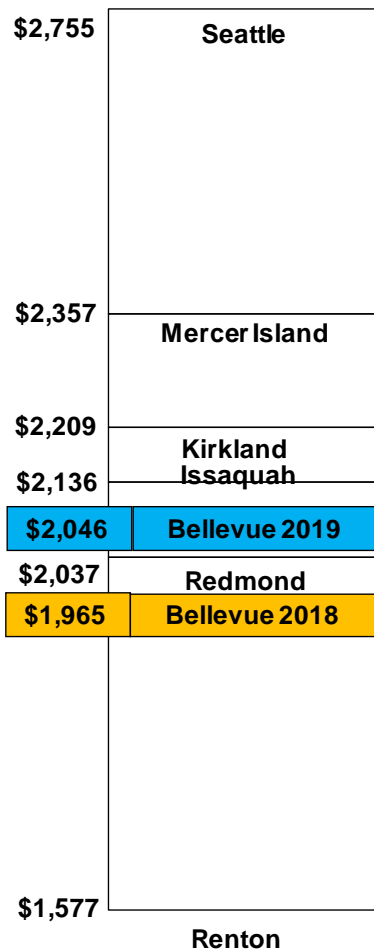 $2,755 Seattle
$2,357
Mercer Island
$2,209
Kirkland
$2,136 Issaquah
$2,046 Bellevue 2019
$2,037 Redmond
$1,965 Bellevue 2018
$1,577
Renton